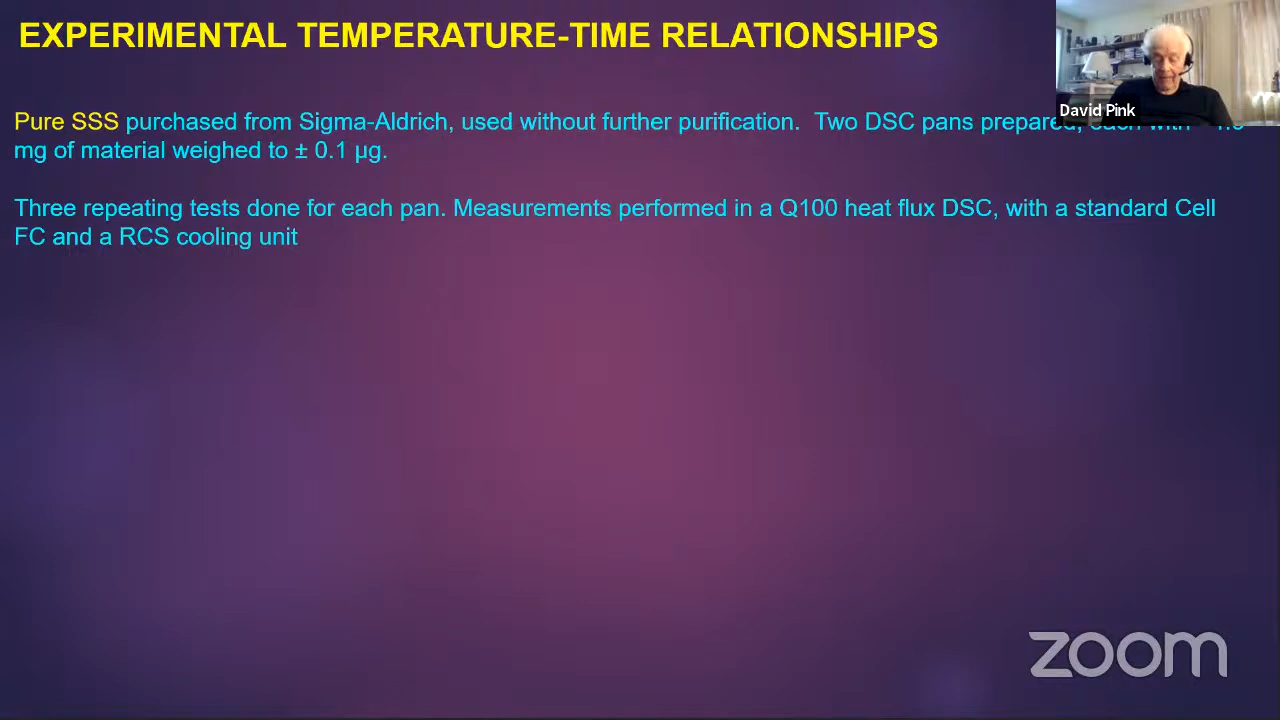 EXPERIMENTAL TEMPERATURE-TIME RELATIONSHIPS
David Pink
Pure SSS purchased from Sigma-Aldrich, used without further purification.  Two DSC pans prepared, each with
mg of material weighed to ± 0.1 µg.
Three repeating tests done for each pan. Measurements performed in a Q100 heat flux DSC, with a standard Cell
FC and a RCS cooling unit
zoom